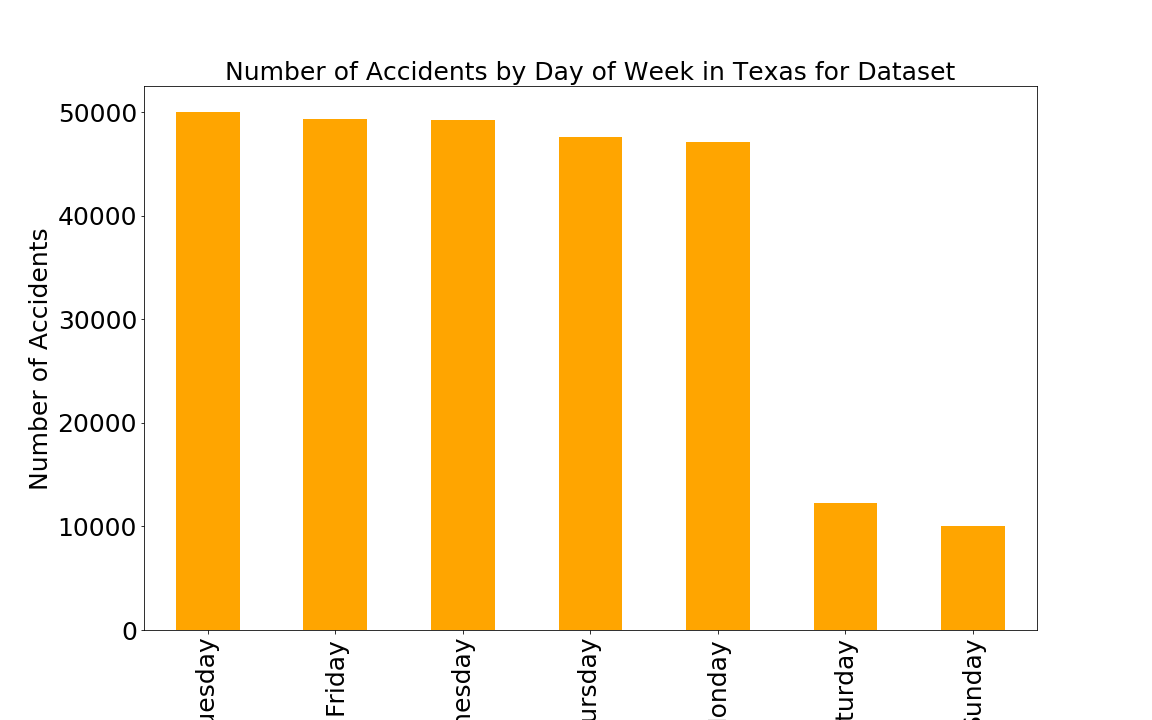 Number of Accidents by Day of Week in Texas for Dataset
Number of Accidents
50000
40000
30000
20000
10000
0
uesday
Friday
nesday
ursday
onday
turday
Sunday